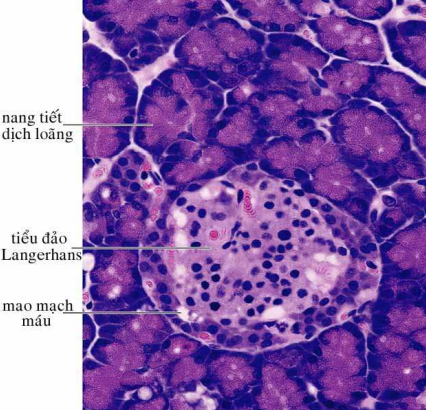 nang tiết
dịch loãng
tiểu đảo
Langerhans
mao mạch
máu